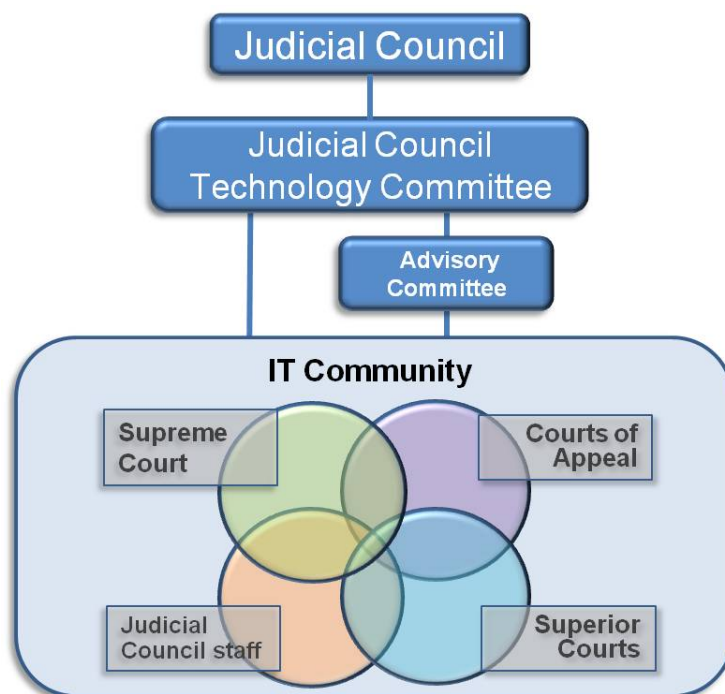 Judicial Council
Judicial Council
Technology Committee
Advisory
Committee
IT Community
Supreme
Court
Courts of
Appeal
Judicial
Council staff
Superior
Courts